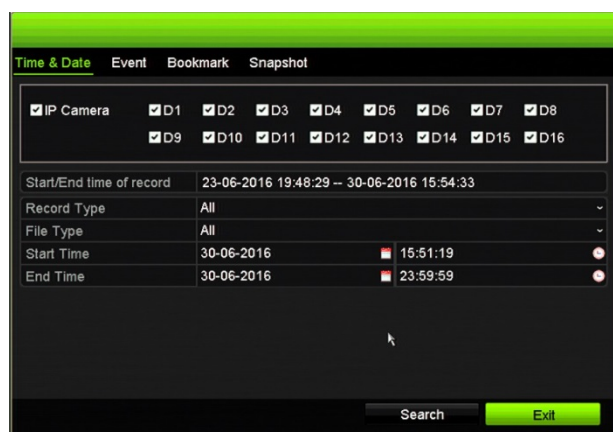 Time & Date Event Bookmark Snapshot
IP Camera D1 D2 D3 D4 D5 D6 D7 D8
D9 D10 D11 D12 D13 D14 D15 D16
Start/End time of record 23-06-2016 19:48:29 -- 30-06-2016 15:54:33
Record Type All
File Type All
Start Time 30-06-2016 15:51:19
End Time 30-06-2016 23:59:59
Search Exit